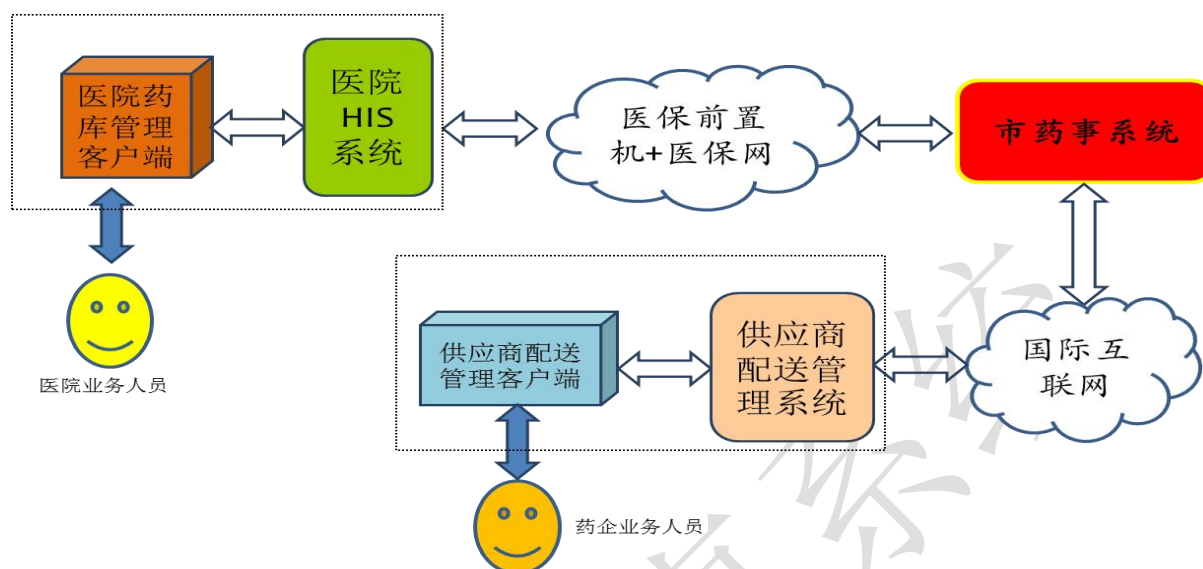 医院药
库管理
客户端
医院
HIS
系统
医保前置
机+医保网
市药事系统
医院业务人员
供应商配送
管理客户端
供应商
配送管
理系统
国际互
联网
药企业务人员
系统